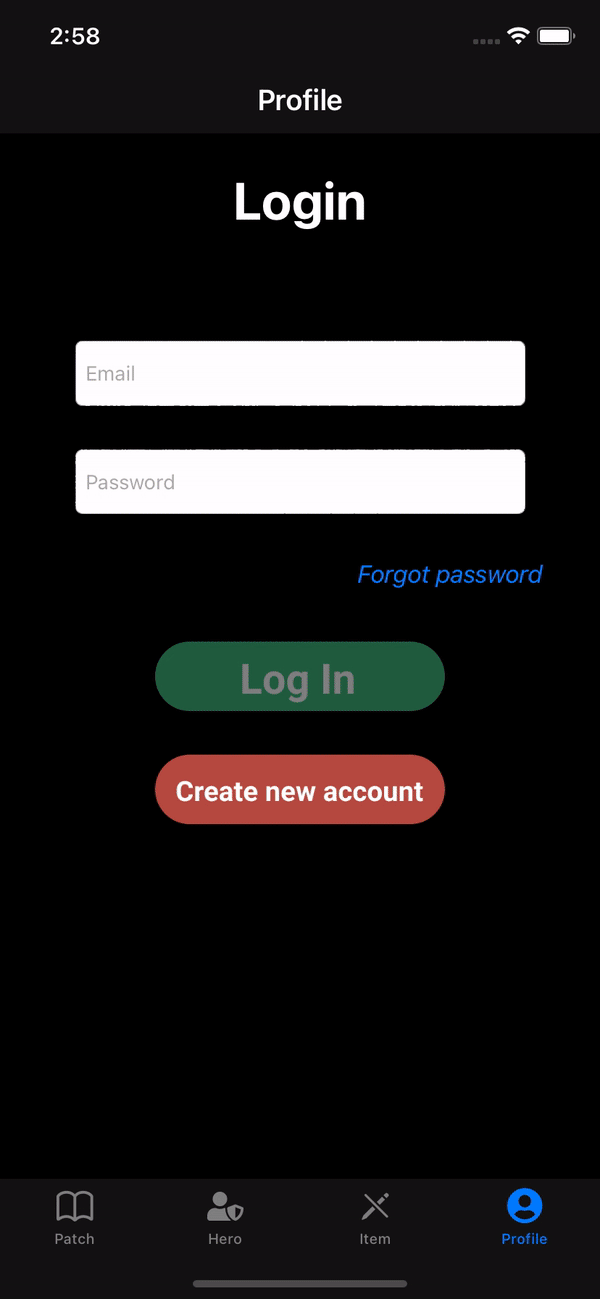 2:58
Profile
Login
Email
Password
Forgot password
Log In
Create new account
Patch
Hero
Item
Profile